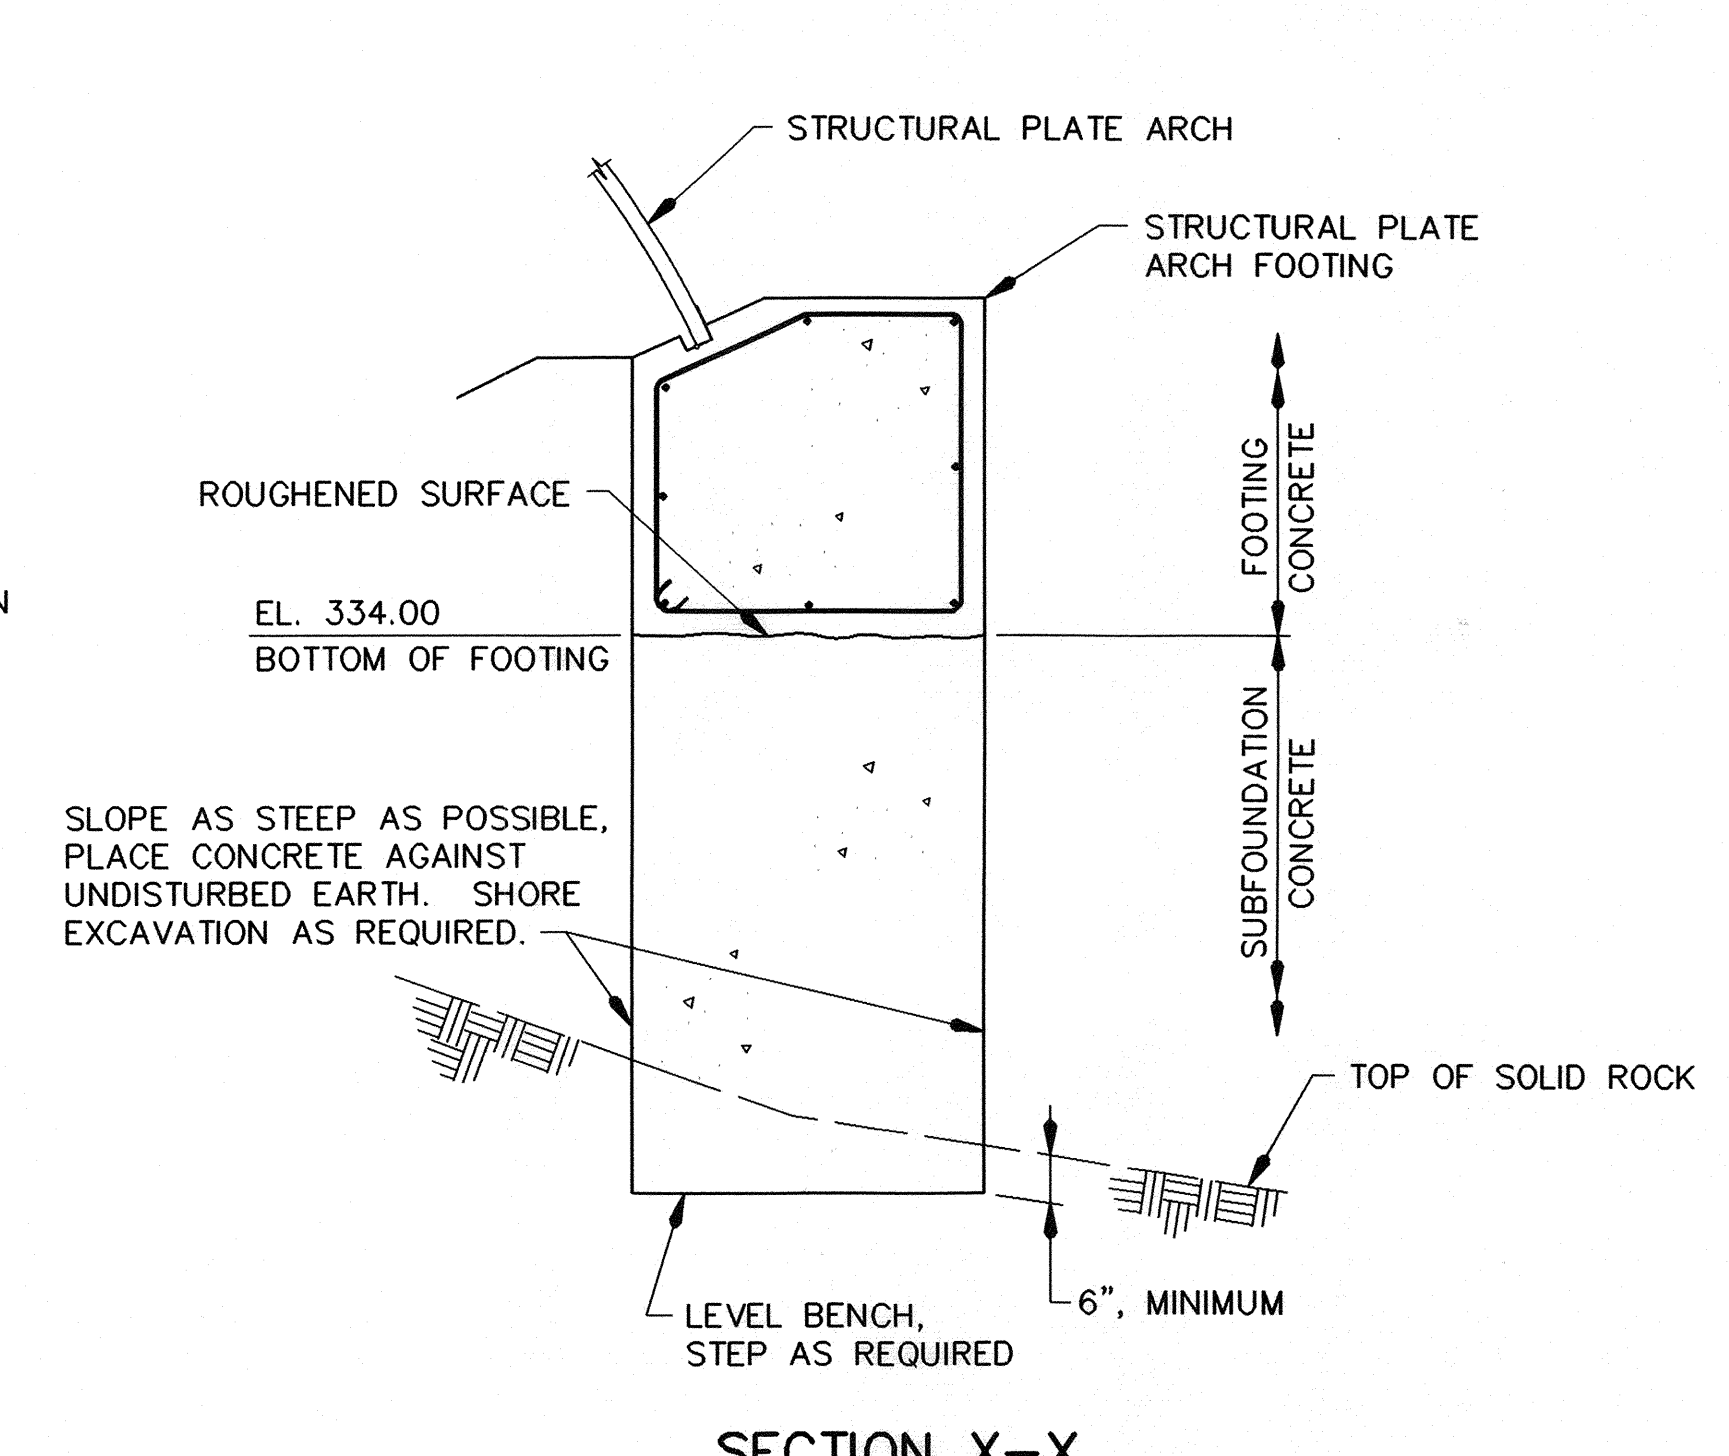 STRUCTURAL PLATE ARCH
STRUCTURAL PLATE
ARCH FOOTING
ROUGHENED SURFACE
FOOTING
CONCRETE
N
EL. 334.00
BOTTOM OF FOOTING
SUBFOUNDATION
CONCRETE
SLOPE AS STEEP AS POSSIBLE,
PLACE CONCRETE AGAINST
UNDISTURBED EARTH. SHORE
EXCAVATION AS REQUIRED.
TOP OF SOLID ROCK
6", MINIMUM
LEVEL BENCH,
STEP AS REQUIRED
SECTION X-X